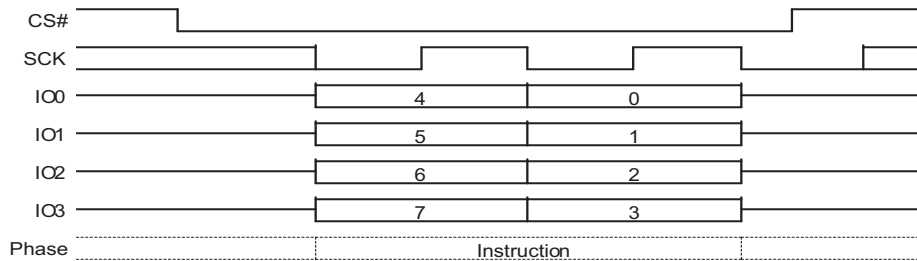 CS#
SCK
IO0 4 0
IO1 5 1
IO2 6 2
IO3 7 3
Phase Instruction